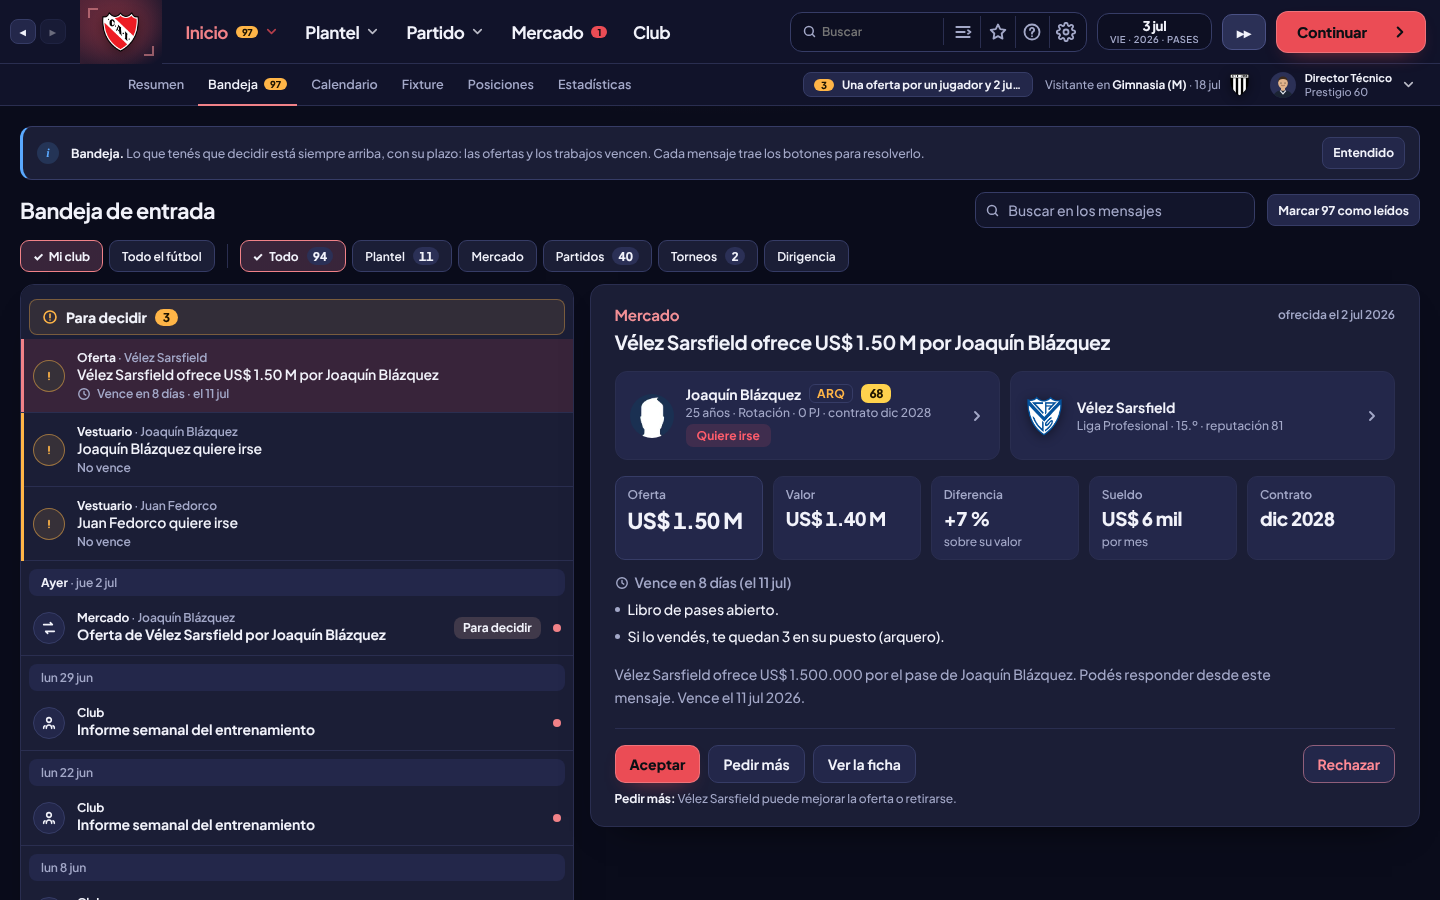 Inicio 97
Plantel
Partido
Mercado 1
Club
Buscar
3 jul
VIE · 2026 · PASES
Continuar
Resumen
Bandeja 97
Calendario
Fixture
Posiciones
Estadísticas
3 Una oferta por un jugador y 2 ju...
Visitante en Gimnasia (M) · 18 jul
Director Técnico
Prestigio 60
Bandeja. Lo que tenés que decidir está siempre arriba, con su plazo: las ofertas y los trabajos vencen. Cada mensaje trae los botones para resolverlo.
Entendido
Bandeja de entrada
Buscar en los mensajes
Marcar 97 como leídos
Mi club
Todo el fútbol
Todo 94
Plantel 11
Mercado
Partidos 40
Torneos 2
Dirigencia
Para decidir 3
Oferta · Vélez Sarsfield
Vélez Sarsfield ofrece US$ 1.50 M por Joaquín Blázquez
Vence en 8 días · el 11 jul
Vestuario · Joaquín Blázquez
Joaquín Blázquez quiere irse
No vence
Vestuario · Juan Fedorco
Juan Fedorco quiere irse
No vence
Ayer · jue 2 jul
Mercado · Joaquín Blázquez
Oferta de Vélez Sarsfield por Joaquín Blázquez
Para decidir
lun 29 jun
Club
Informe semanal del entrenamiento
lun 22 jun
Club
Informe semanal del entrenamiento
lun 8 jun
Mercado
ofrecida el 2 jul 2026
Vélez Sarsfield ofrece US$ 1.50 M por Joaquín Blázquez
Joaquín Blázquez ARQ 68
25 años · Rotación · 0 PJ · contrato dic 2028
Quiere irse
Vélez Sarsfield
Liga Profesional · 15.º · reputación 81
Oferta
US$ 1.50 M
Valor
US$ 1.40 M
Diferencia
+7 %
sobre su valor
Sueldo
US$ 6 mil
por mes
Contrato
dic 2028
Vence en 8 días (el 11 jul)
Libro de pases abierto.
Si lo vendés, te quedan 3 en su puesto (arquero).
Vélez Sarsfield ofrece US$ 1.500.000 por el pase de Joaquín Blázquez. Podés responder desde este
mensaje. Vence el 11 jul 2026.
Aceptar
Pedir más
Ver la ficha
Rechazar
Pedir más: Vélez Sarsfield puede mejorar la oferta o retirarse.